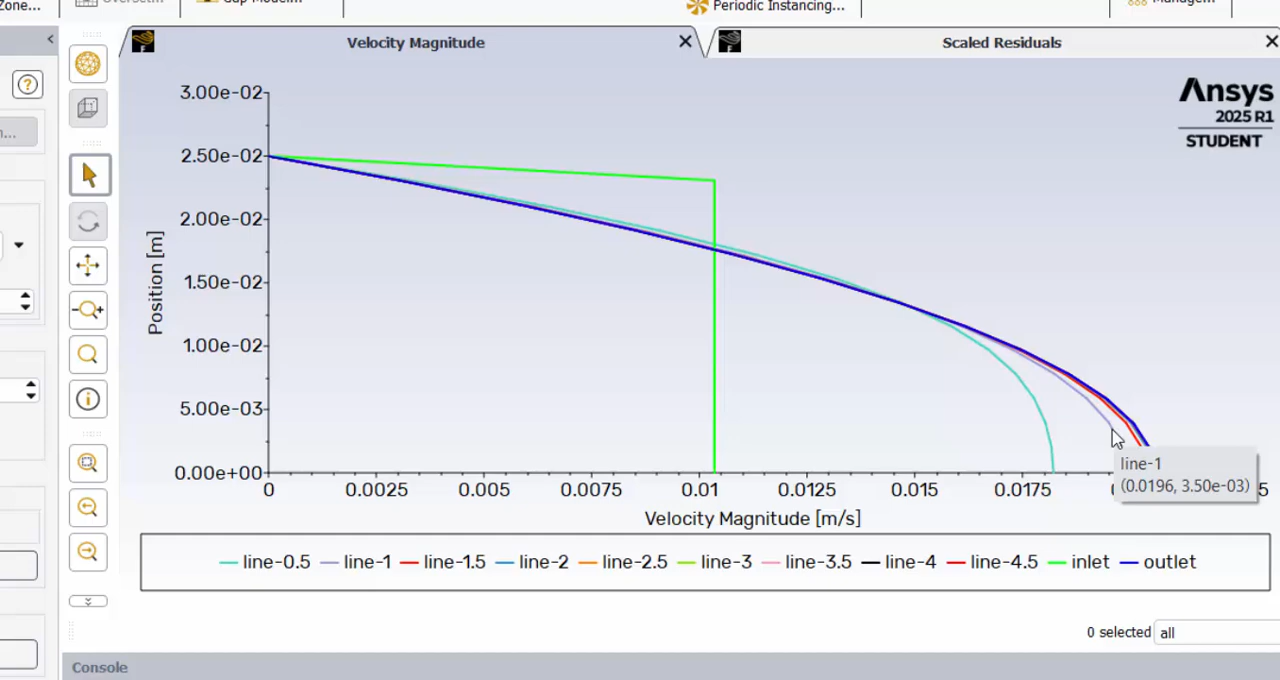 Zone...
Periodic Instancing...
Velocity Magnitude
Scaled Residuals
Ansys
2025 R1
STUDENT
3.00e-02
2.50e-02
2.00e-02
1.50e-02
1.00e-02
5.00e-03
0.00e+00
Position [m]
0 0.0025 0.005 0.0075 0.01 0.0125 0.015 0.0175
Velocity Magnitude [m/s]
line-1
(0.0196, 3.50e-03)
line-0.5 line-1 line-1.5 line-2 line-2.5 line-3 line-3.5 line-4 line-4.5 inlet outlet
0 selected all
Console